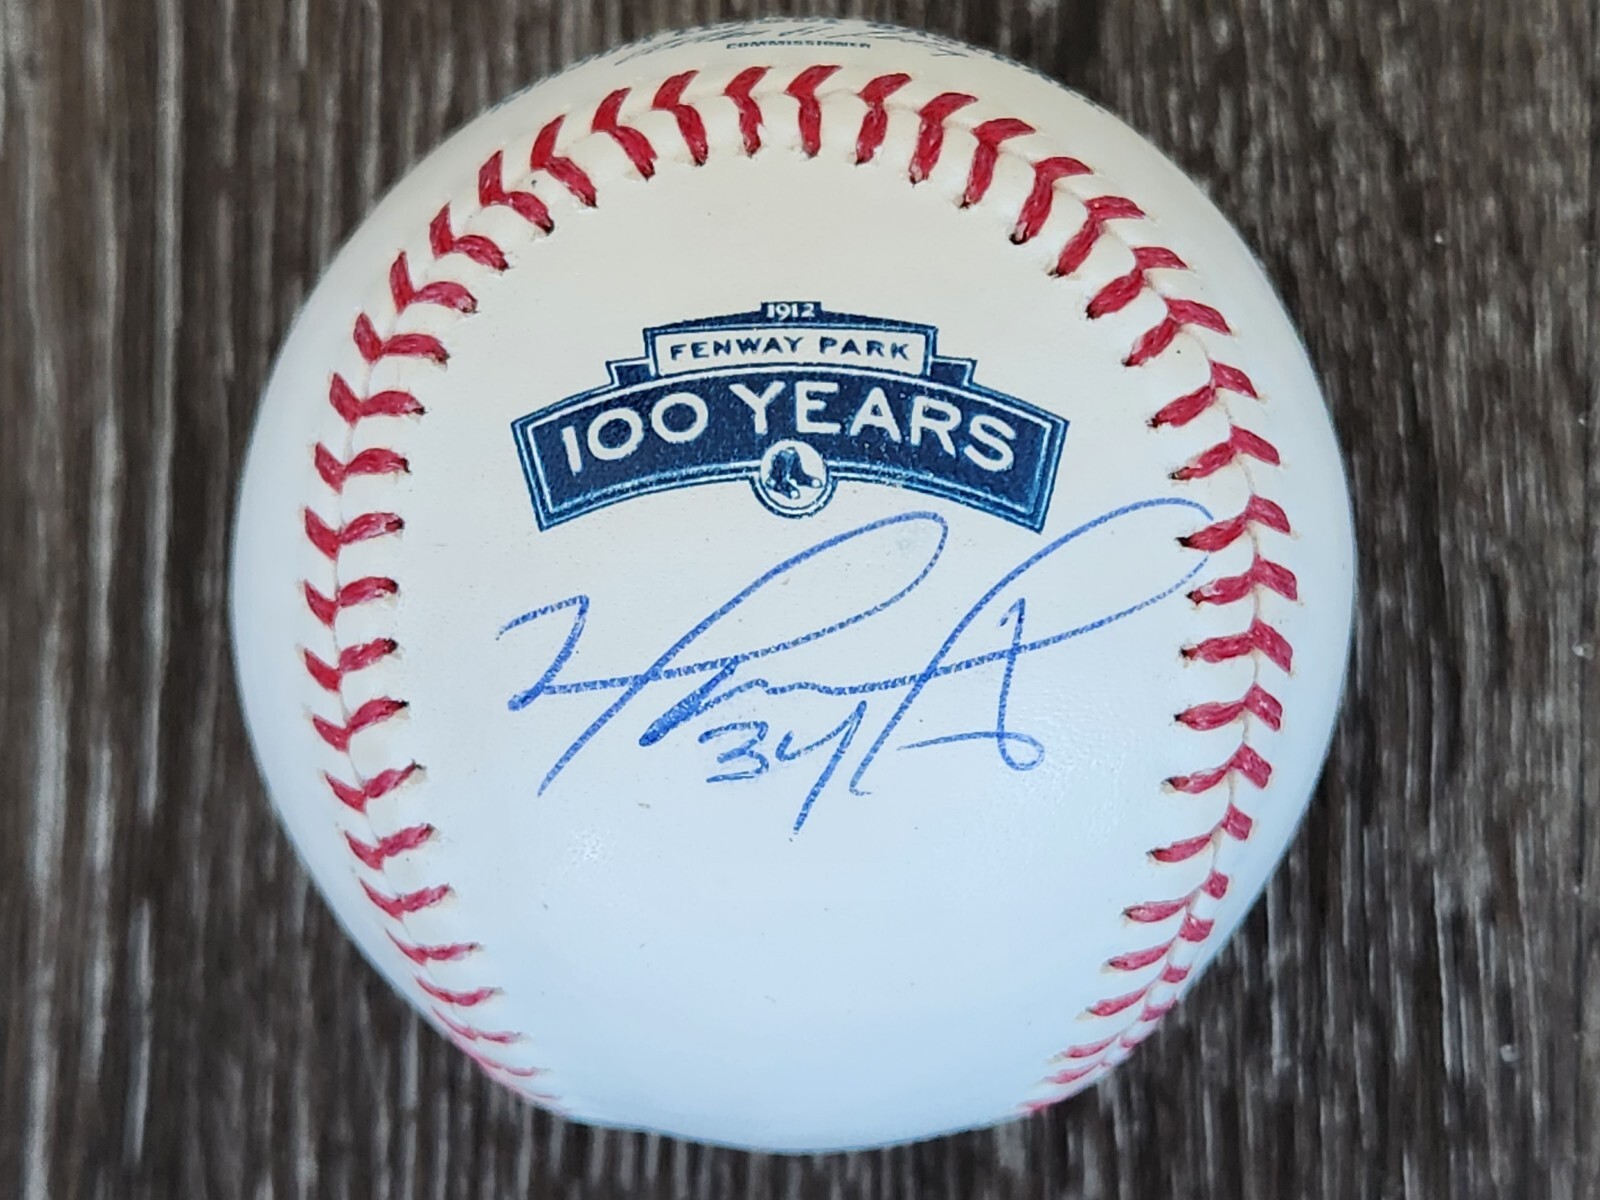 COMMISSIONER
1912
FENWAY PARK
100 YEARS
34